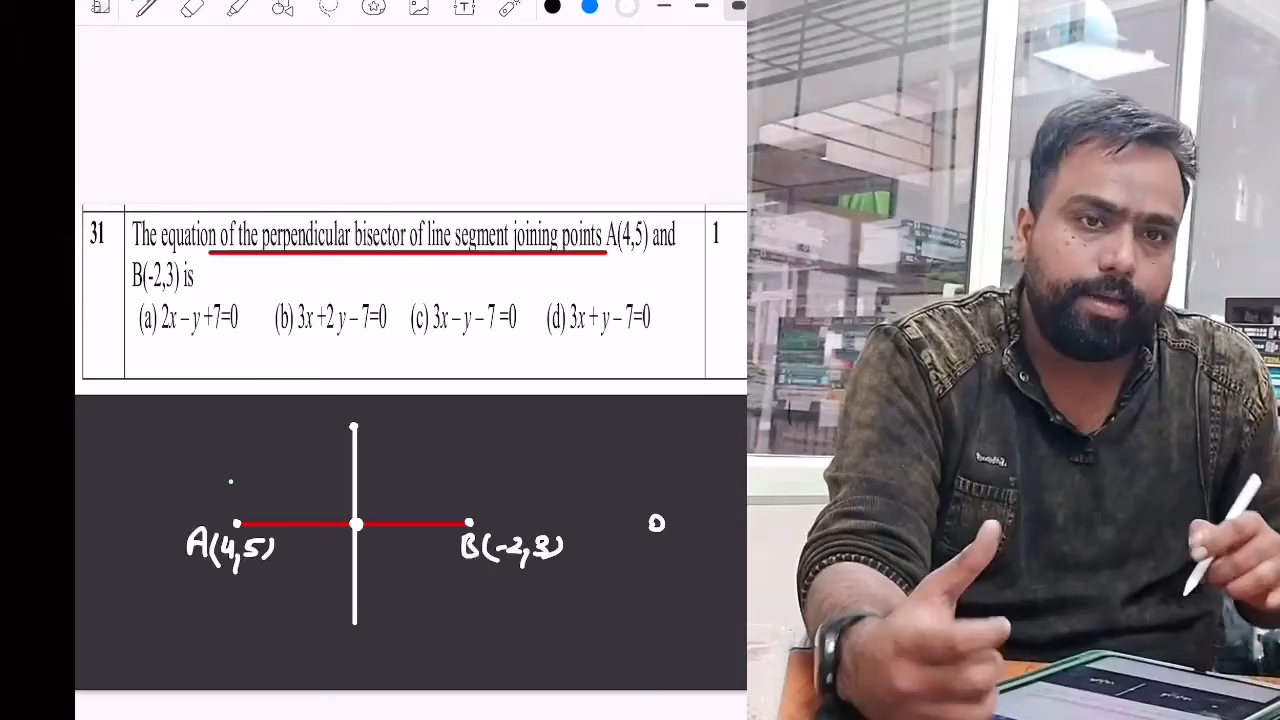 31 The equation of the perpendicular bisector of line segment joining points A(4,5) and 1
B(-2,3) is
(a) 2x – y +7=0 (b) 3x +2 y – 7=0 (c) 3x – y – 7 =0 (d) 3x + y – 7=0
A(4,5) B(-2,3)